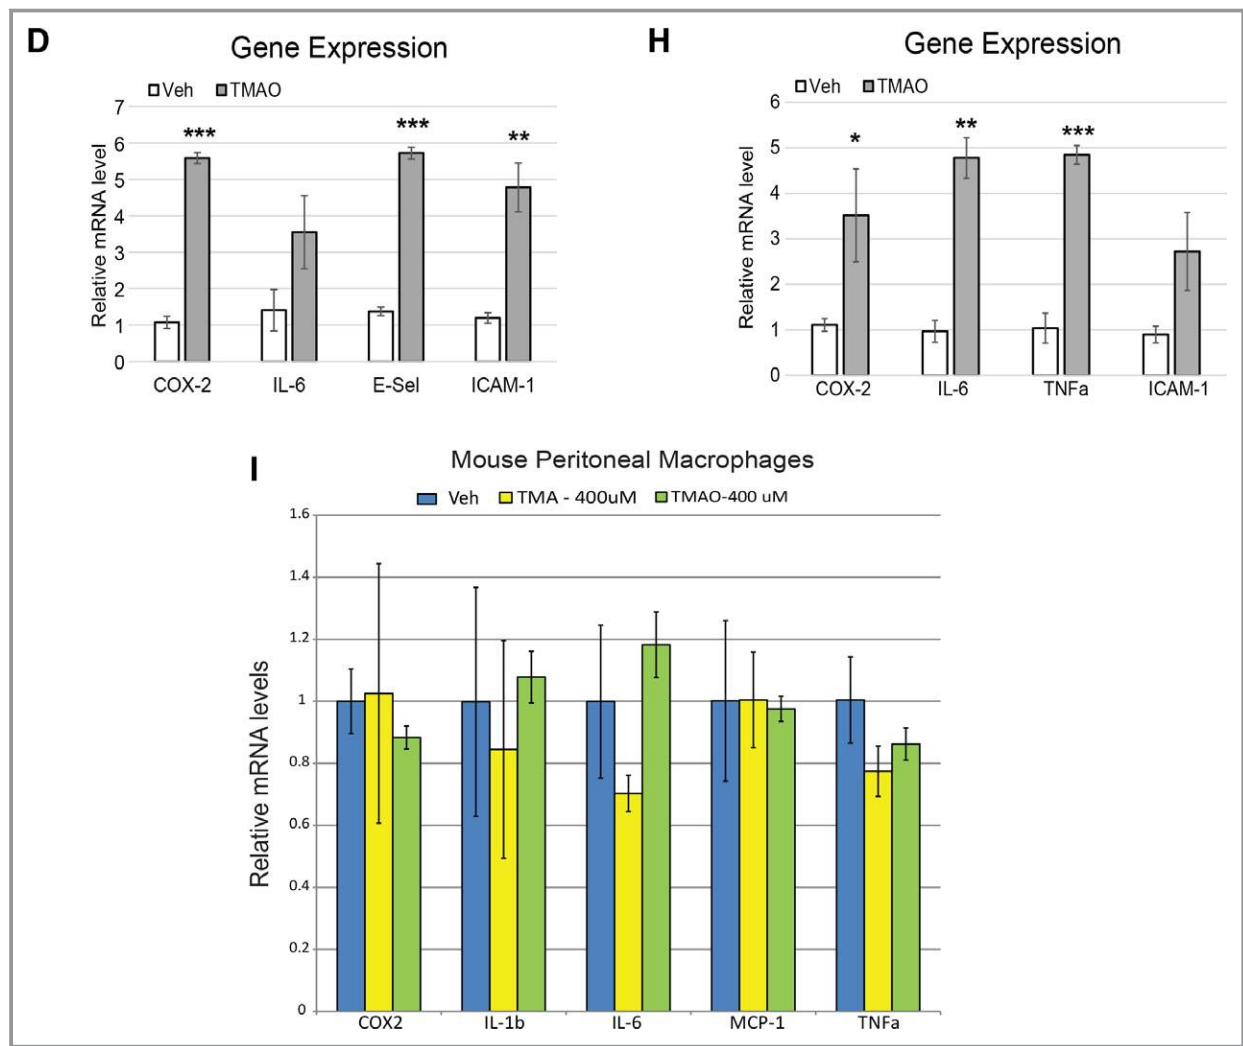 D
Gene Expression
Veh TMAO
7
6
5
4
3
2
1
0
Relative mRNA level
***
***
**
COX-2 IL-6 E-Sel ICAM-1
H
Gene Expression
Veh TMAO
6
5
4
3
2
1
0
Relative mRNA level
*
**
***
COX-2 IL-6 TNFa ICAM-1
I
Mouse Peritoneal Macrophages
Veh TMA - 400uM TMAO-400 uM
1.6
1.4
1.2
1
0.8
0.6
0.4
0.2
0
Relative mRNA levels
COX2 IL-1b IL-6 MCP-1 TNFa